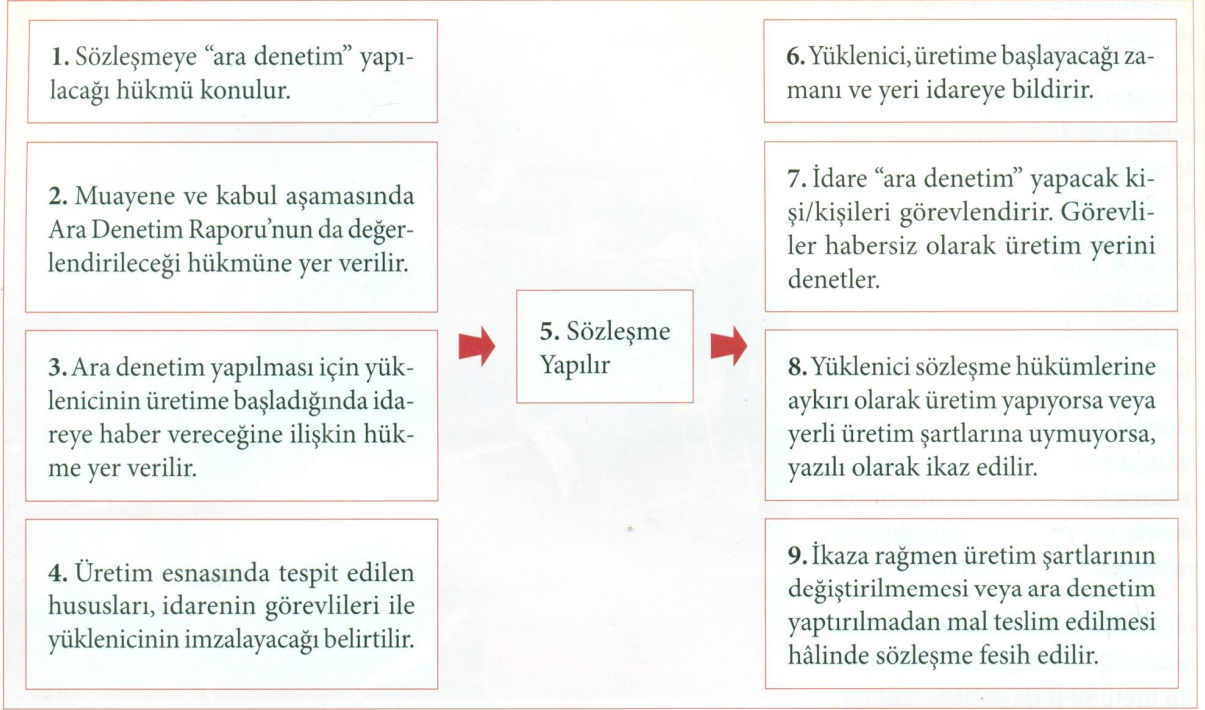 1. Sözleşmeye “ara denetim” yapı-
lacağı hükmü konulur.
2. Muayene ve kabul aşamasında
Ara Denetim Raporu’nun da değer-
lendirileceği hükmüne yer verilir.
3. Ara denetim yapılması için yük-
lenicinin üretime başladığında ida-
reye haber vereceğine ilişkin hük-
me yer verilir.
4. Üretim esnasında tespit edilen
hususları, idarenin görevlileri ile
yüklenicinin imzalayacağı belirtilir.
5. Sözleşme
Yapılır
6. Yüklenici, üretime başlayacağı za-
manı ve yeri idareye bildirir.
7. İdare “ara denetim” yapacak ki-
şi/kişileri görevlendirir. Görevli-
ler habersiz olarak üretim yerini
denetler.
8. Yüklenici sözleşme hükümlerine
aykırı olarak üretim yapıyorsa veya
yerli üretim şartlarına uymuyorsa,
yazılı olarak ikaz edilir.
9. İkaza rağmen üretim şartlarının
değiştirilmemesi veya ara denetim
yaptırılmadan mal teslim edilmesi
hâlinde sözleşme fesih edilir.